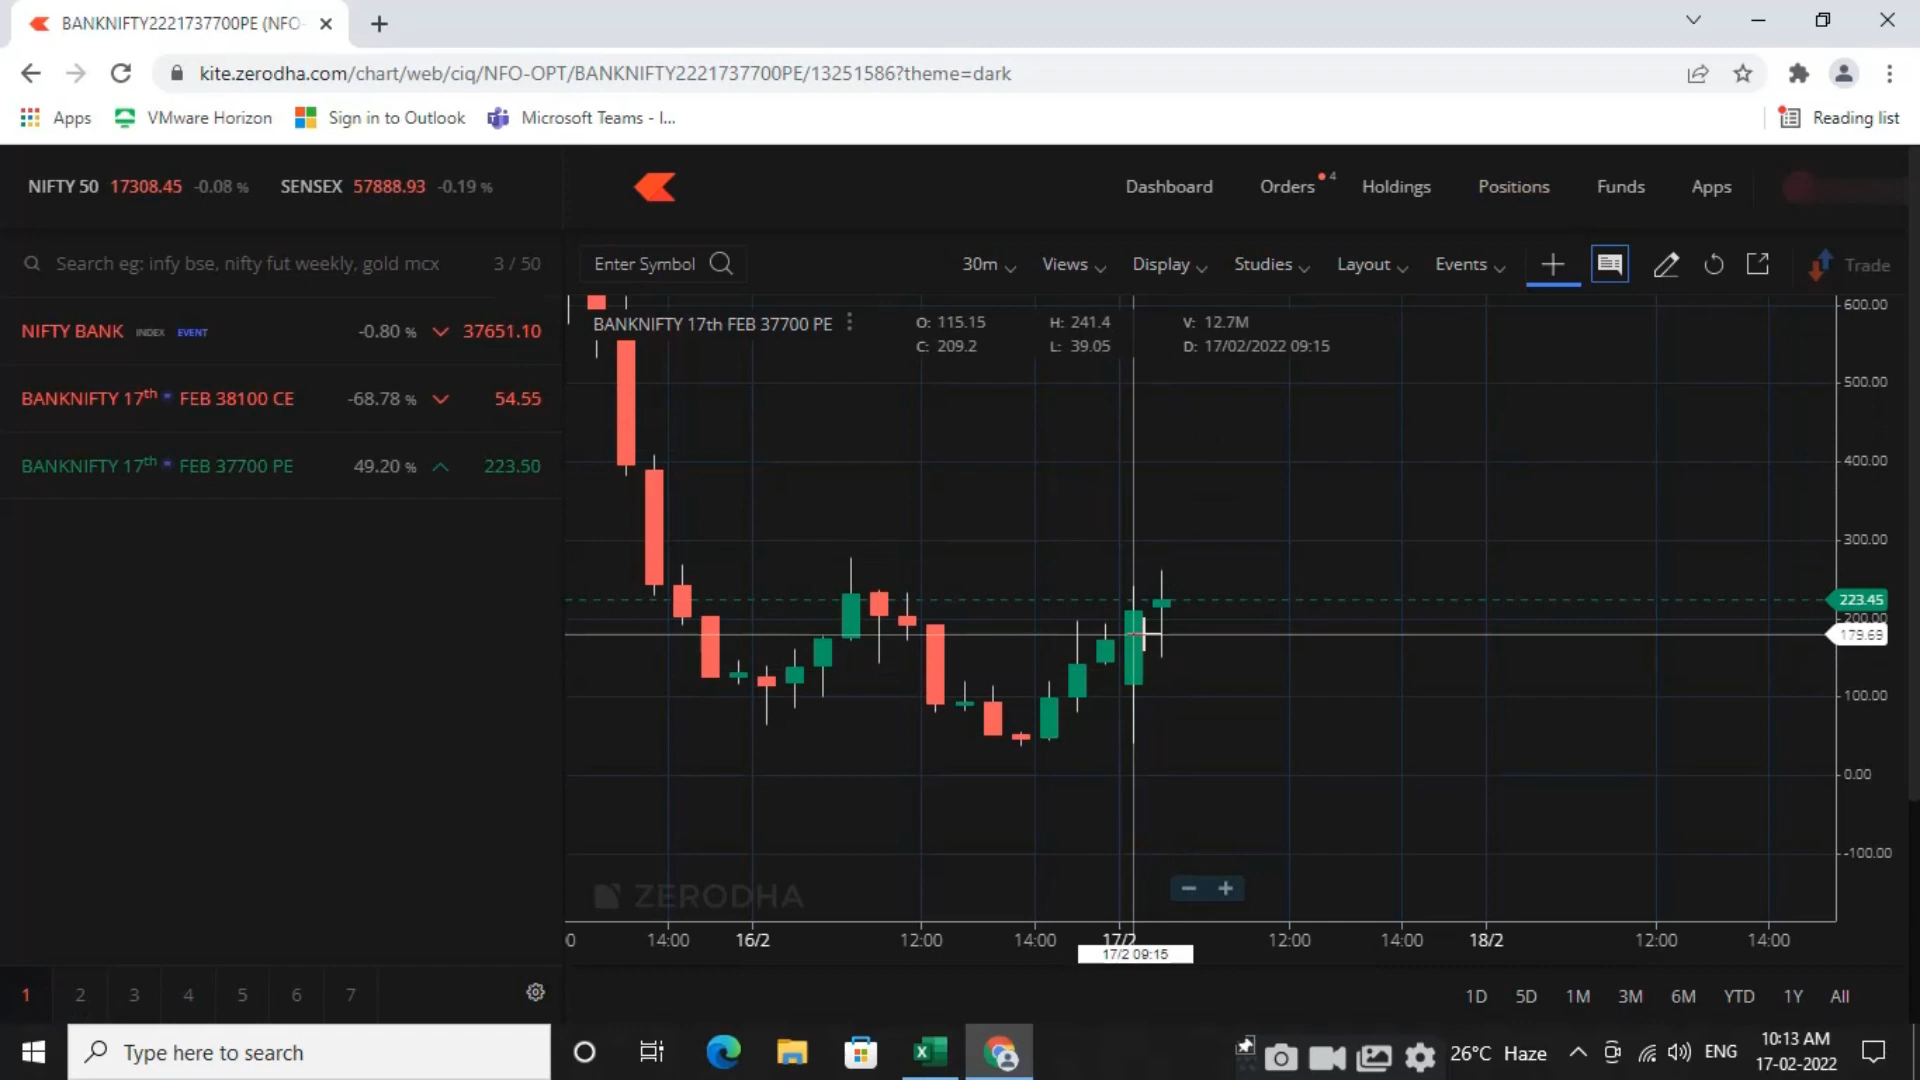 BANKNIFTY2221737700PE (NFO-
kite.zerodha.com/chart/web/ciq/NFO-OPT/BANKNIFTY2221737700PE/13251586?theme=dark
Apps VMware Horizon Sign in to Outlook Microsoft Teams - I... Reading list
NIFTY 50 17308.45 -0.08 % SENSEX 57888.93 -0.19 %
Dashboard Orders 4 Holdings Positions Funds Apps
Search eg: infy bse, nifty fut weekly, gold mcx 3 / 50
Enter Symbol 30m Views Display Studies Layout Events Trade
NIFTY BANK INDEX EVENT -0.80 % 37651.10
BANKNIFTY 17th FEB 38100 CE -68.78 % 54.55
BANKNIFTY 17th FEB 37700 PE 49.20 % 223.50
BANKNIFTY 17th FEB 37700 PE O: 115.15 H: 241.4 V: 12.7M
C: 209.2 L: 39.05 D: 17/02/2022 09:15
600.00
500.00
400.00
300.00
223.45
200.00
179.69
100.00
0.00
-100.00
ZERODHA
14:00 16/2 12:00 14:00 17/2 12:00 14:00 18/2 12:00 14:00
17/2 09:15
1 2 3 4 5 6 7
1D 5D 1M 3M 6M YTD 1Y All
Type here to search
26°C Haze ENG 10:13 AM
17-02-2022